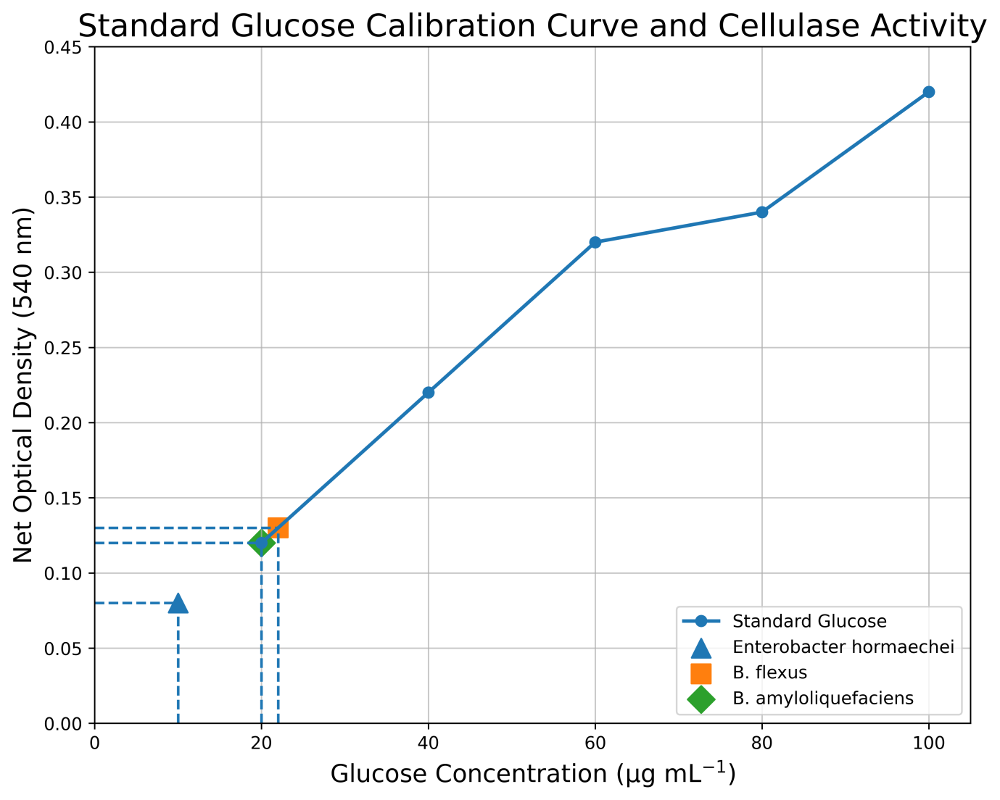 Standard Glucose Calibration Curve and Cellulase Activity
Net Optical Density (540 nm)
0.45
0.40
0.35
0.30
0.25
0.20
0.15
0.10
0.05
0.00
0 20 40 60 80 100
Glucose Concentration (μg mL⁻¹)
Standard Glucose
Enterobacter hormaechei
B. flexus
B. amyloliquefaciens